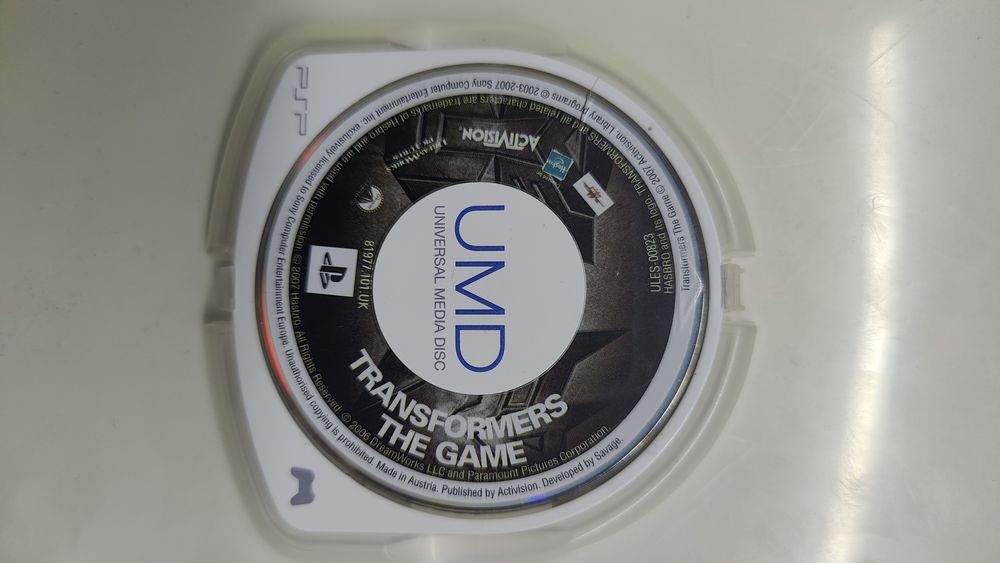 PSP
UMD
UNIVERSAL MEDIA DISC
TRANSFORMERS
THE GAME
ACTIVISION.
Hasbro
81977.101.UK
ULES-00823
HASBRO and its logo, TRANSFORMERS and all related characters are trademarks of Hasbro and are used with permission. © 2007 Hasbro. All Rights Reserved. © 2006 DreamWorks LLC and Paramount Pictures Corporation.
Transformers The Game © 2007 Activision. Library programs © 2003-2007 Sony Computer Entertainment Inc. exclusively licensed to Sony Computer Entertainment Europe. Unauthorised copying is prohibited. Made in Austria. Published by Activision. Developed by Savage.